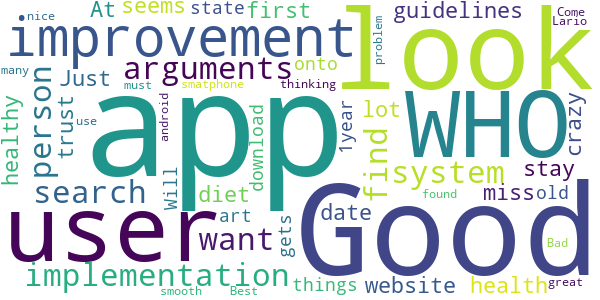 At seems state first guidelines Come
nice Lario
improvement look
problem
many arguments onto
Just thinking
healthy person trust smatphone must android use
app WHO
1year lot find crazy
search download system stay
Will diet miss old
user art date found
want gets Good
implementation things website health
Bad
smooth Best great